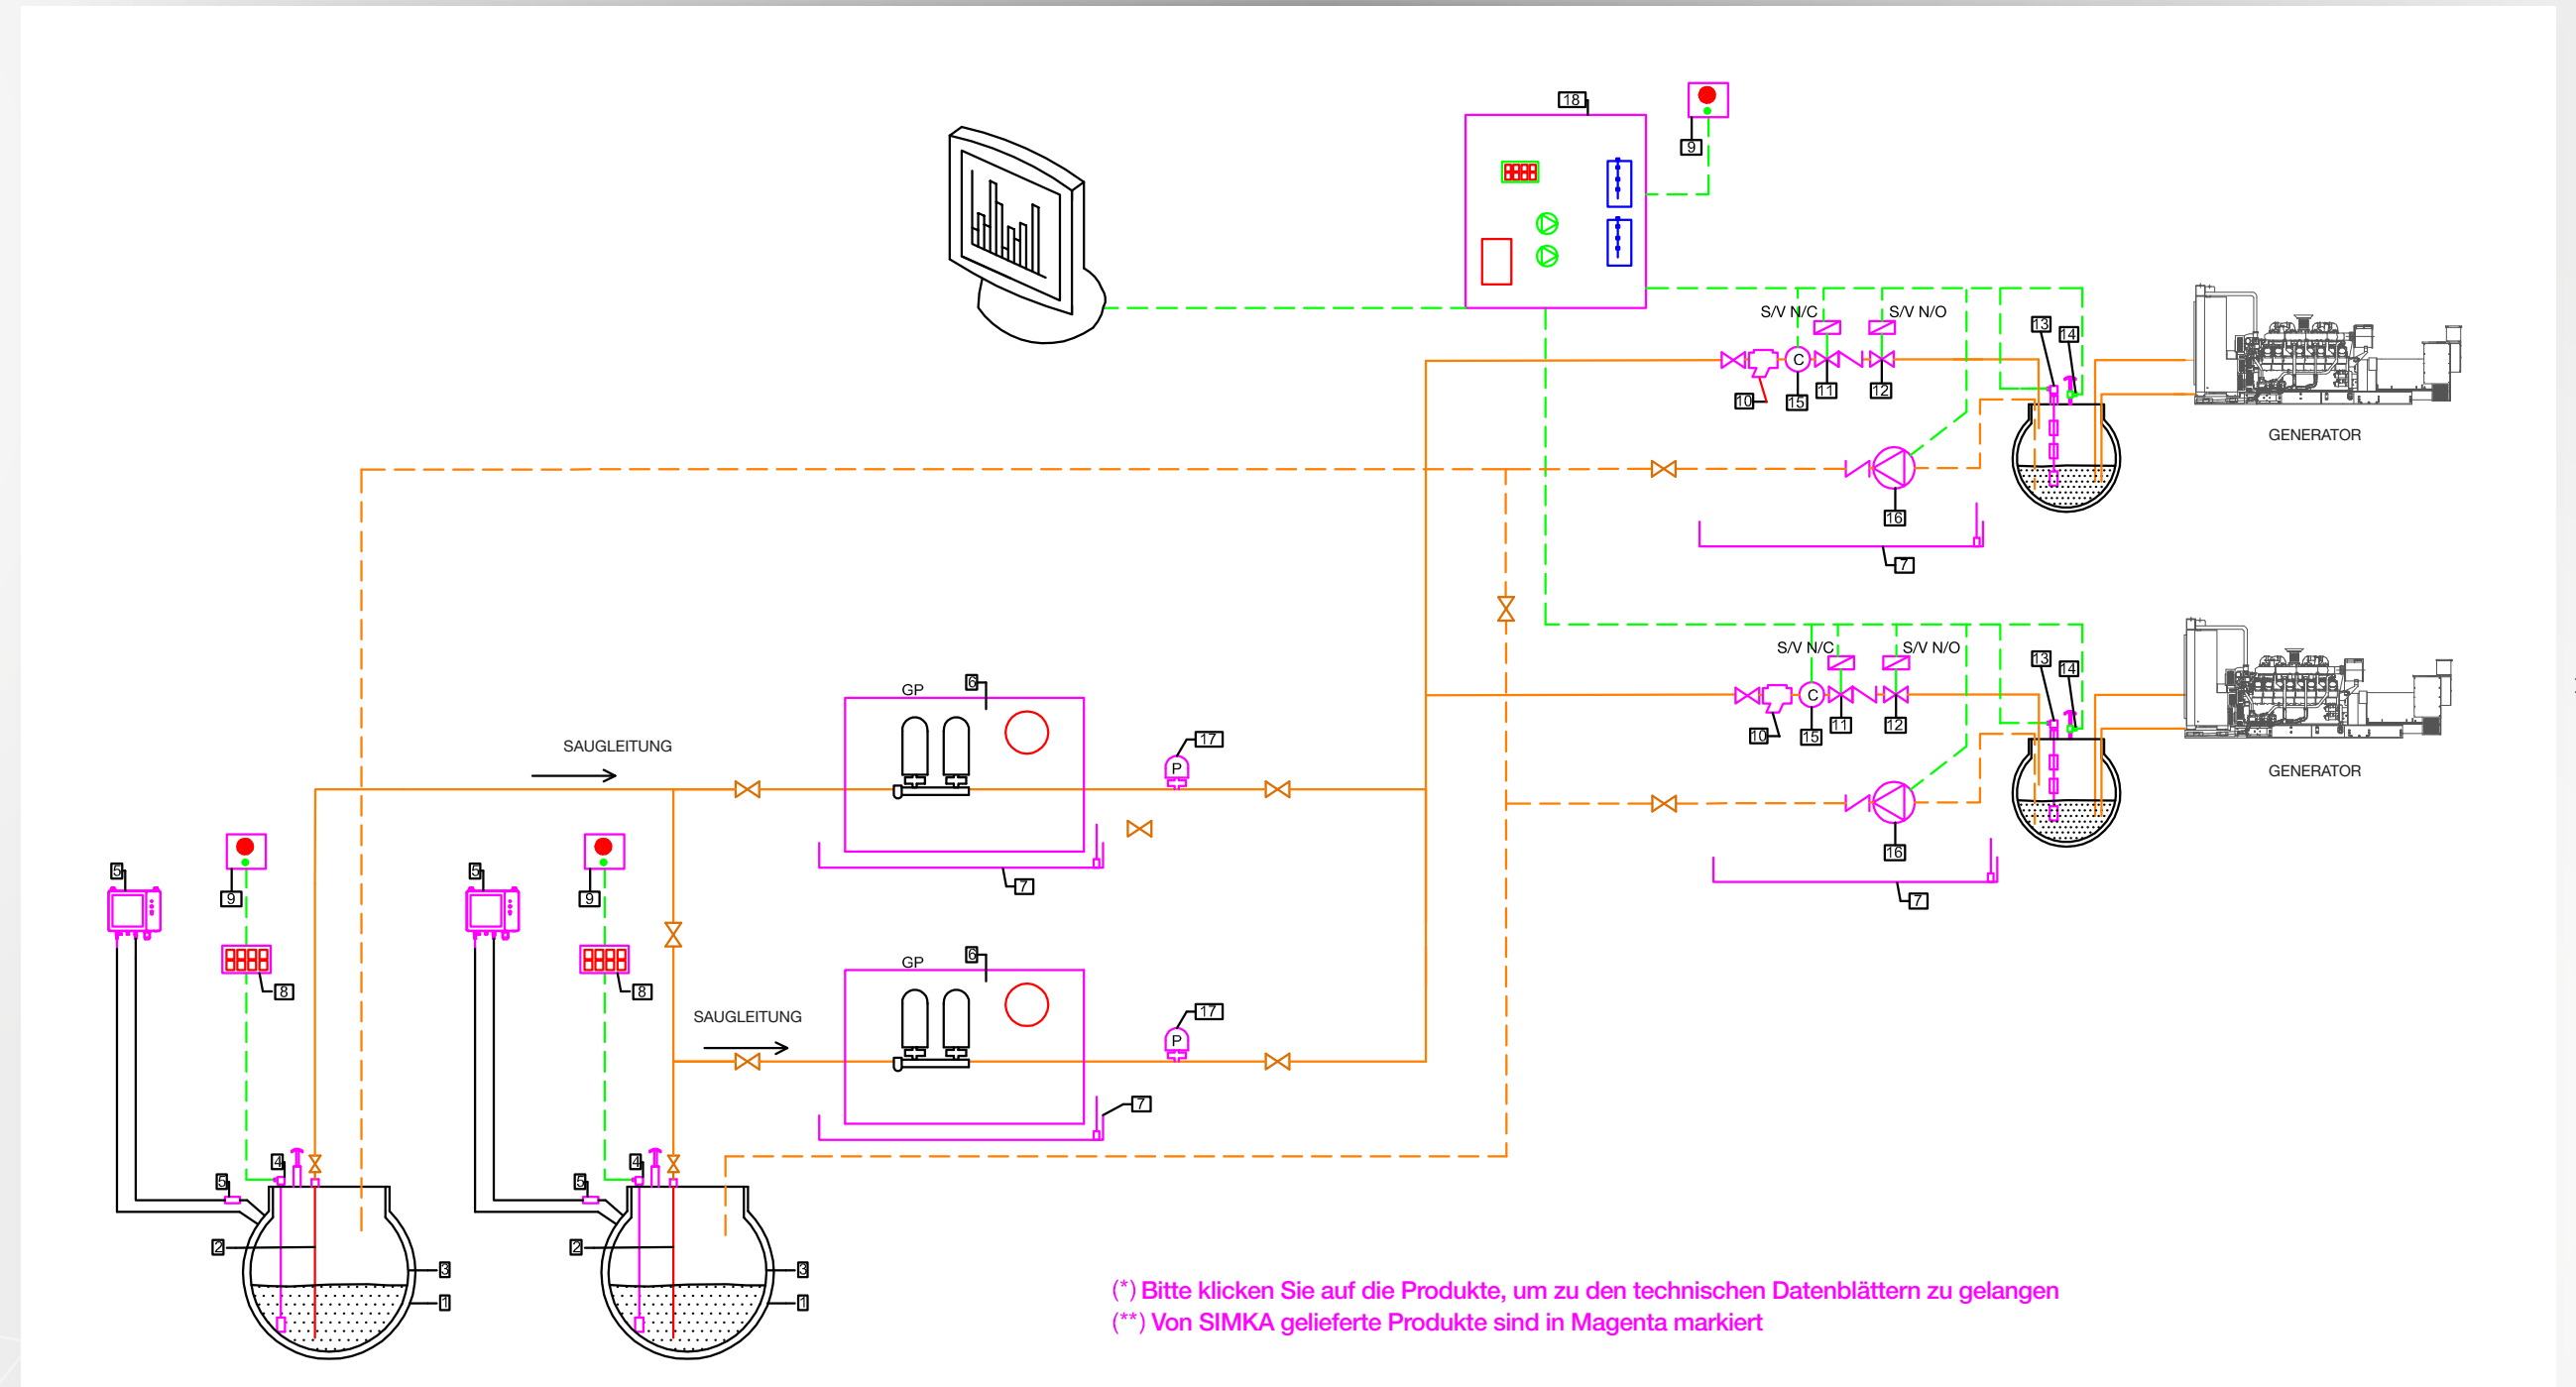 18
9
S/V N/C
S/V N/O
13
14
C
10
15
11
12
GENERATOR
16
7
S/V N/C
S/V N/O
13
14
C
10
15
11
12
GENERATOR
16
7
GP
6
SAUGLEITUNG
17
P
7
5
9
8
5
9
8
GP
6
SAUGLEITUNG
17
P
7
4
5
2
3
1
4
5
2
3
1
(*) Bitte klicken Sie auf die Produkte, um zu den technischen Datenblättern zu gelangen
(**) Von SIMKA gelieferte Produkte sind in Magenta markiert